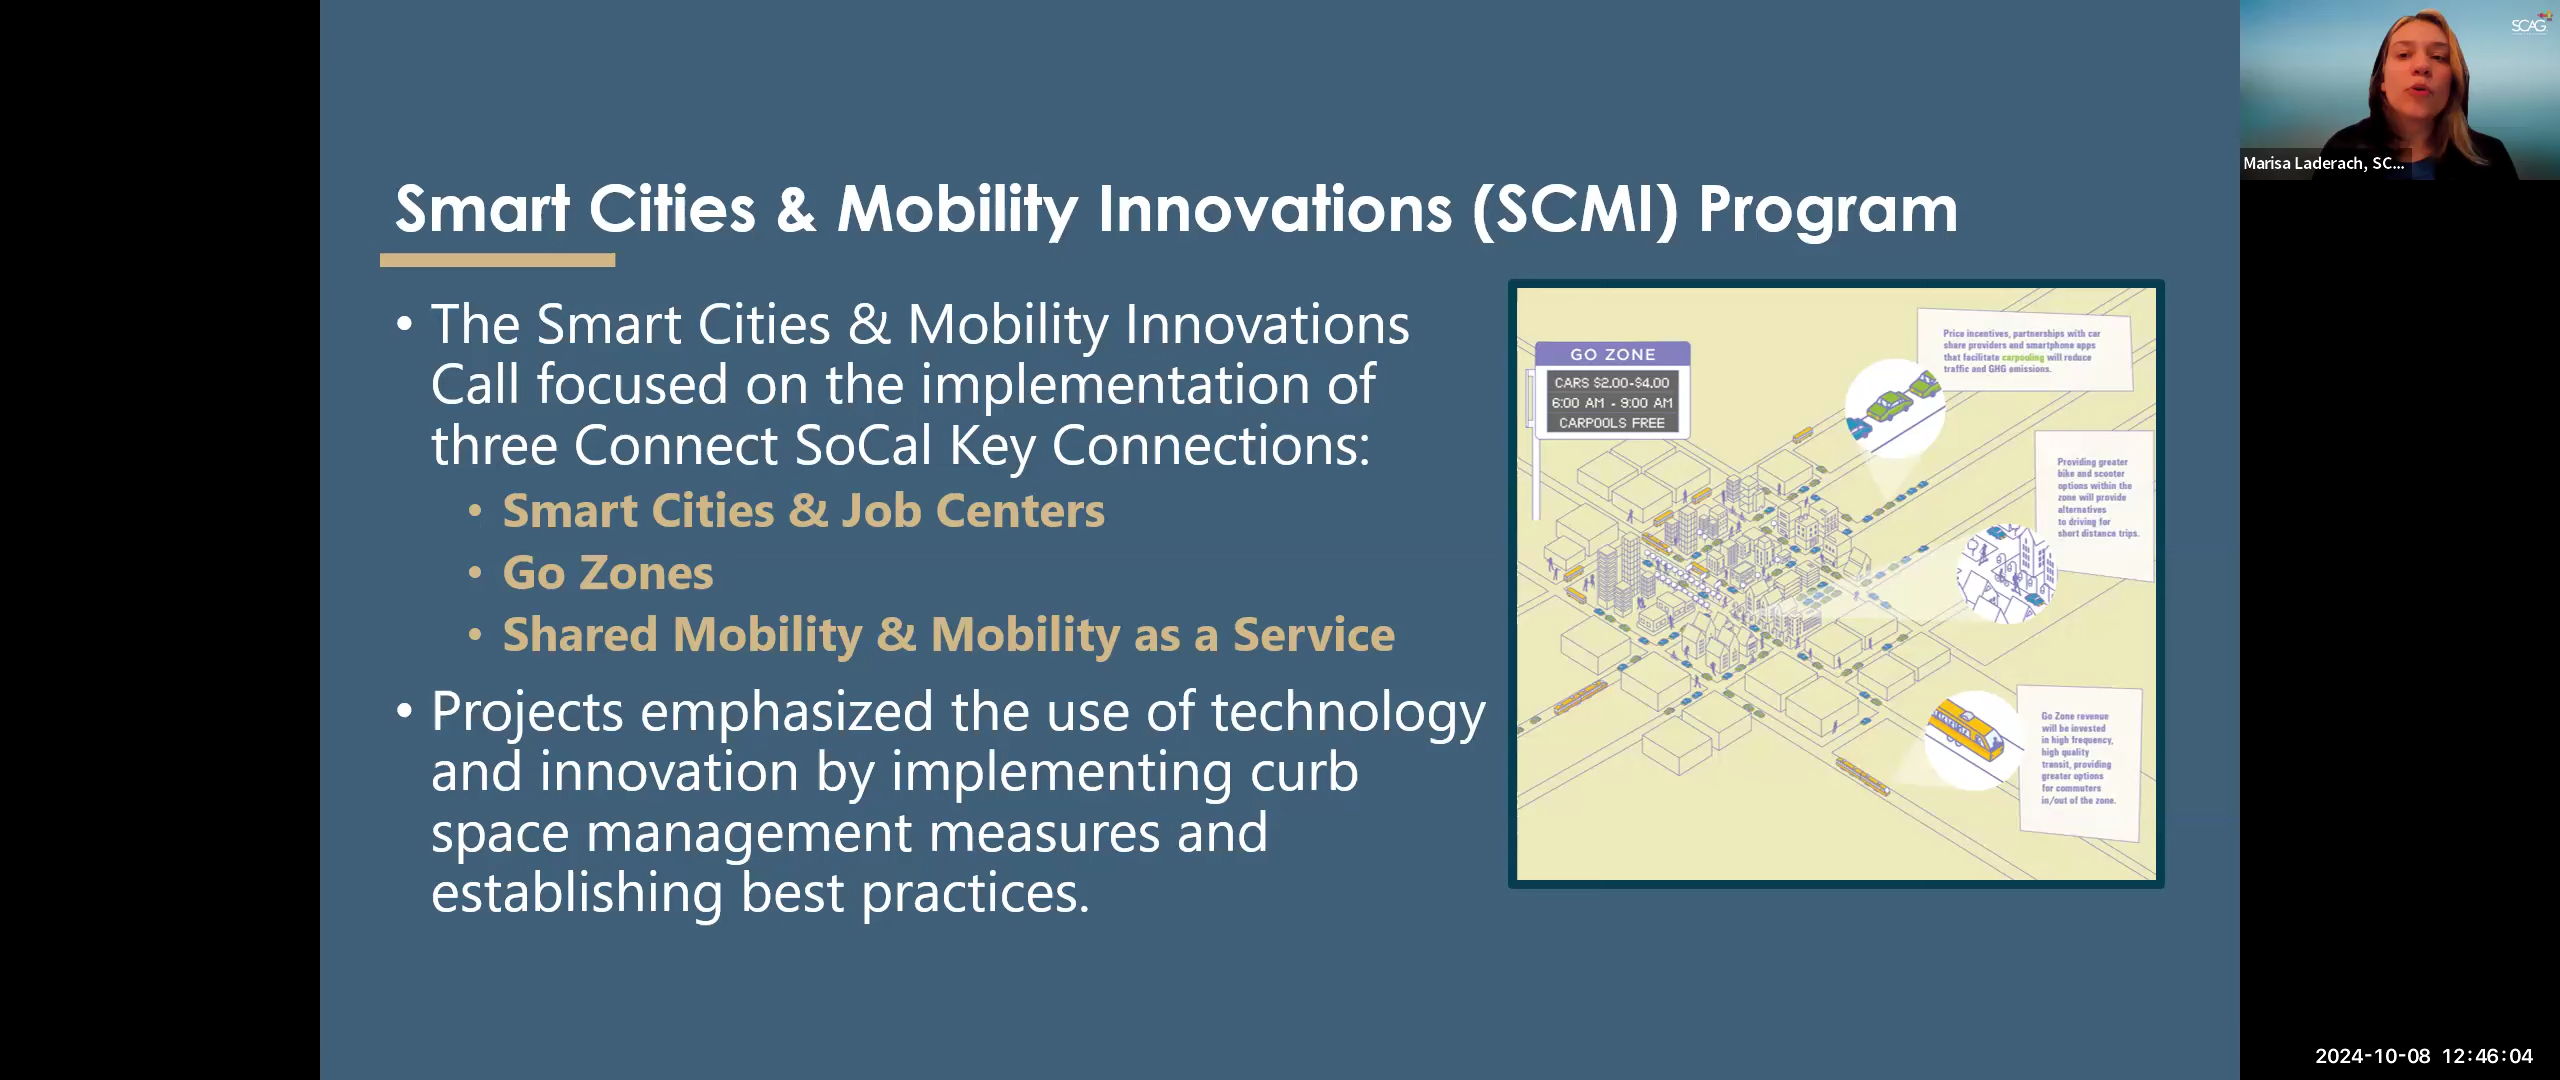 Smart Cities & Mobility Innovations (SCMI) Program
• The Smart Cities & Mobility Innovations
Call focused on the implementation of
three Connect SoCal Key Connections:
• Smart Cities & Job Centers
• Go Zones
• Shared Mobility & Mobility as a Service
• Projects emphasized the use of technology
and innovation by implementing curb
space management measures and
establishing best practices.
GO ZONE
CARS $2.00-$4.00
6:00 AM - 9:00 AM
CARPOOLS FREE
Price incentives, partnerships with car
share providers and smartphone apps
that facilitate carpooling will reduce
traffic and GHG emissions.
Providing greater
bike and scooter
options within the
zone will provide
alternatives
to driving for
short distance trips.
Go Zone revenue
will be invested
in high frequency,
high quality
transit, providing
greater options
for commuters
in/out of the zone.
SCAG
Marisa Laderach, SC...
2024-10-08 12:46:04